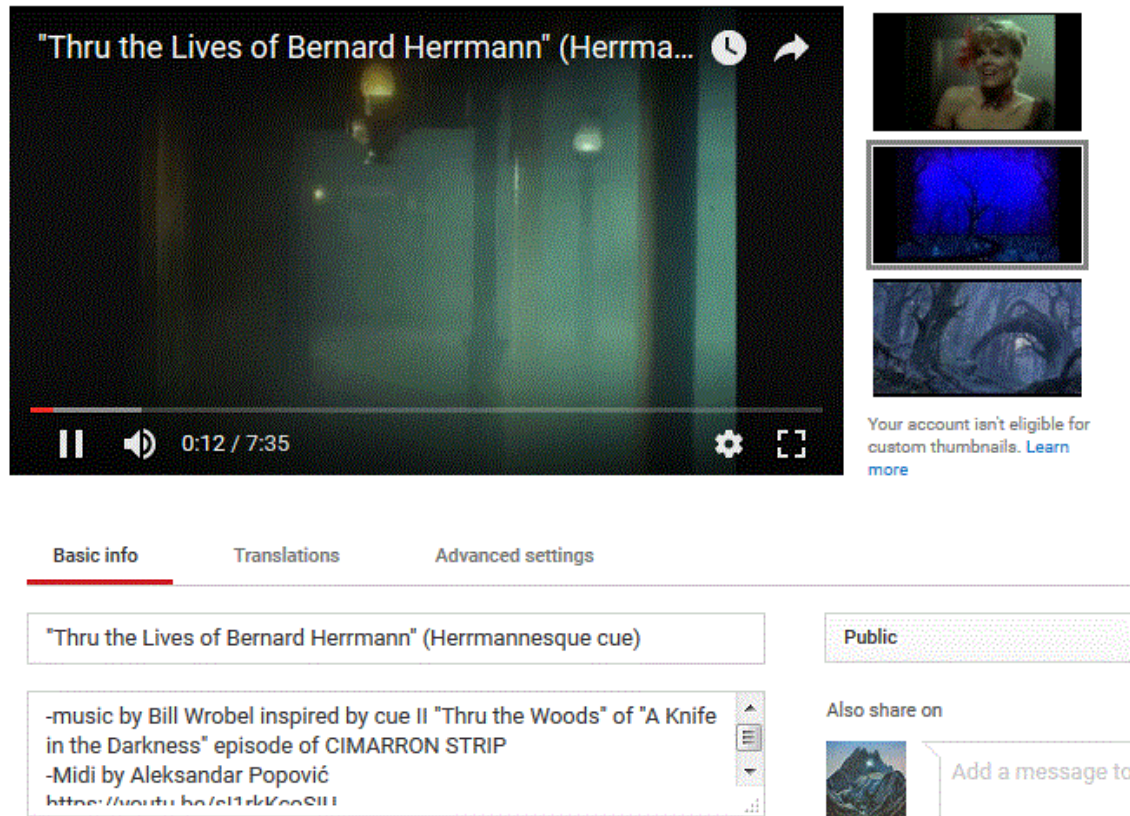 "Thru the Lives of Bernard Herrmann" (Herrma...
0:12 / 7:35
Your account isn't eligible for
custom thumbnails. Learn
more
Basic info
Translations
Advanced settings
"Thru the Lives of Bernard Herrmann" (Herrmannesque cue)
Public
-music by Bill Wrobel inspired by cue II "Thru the Woods" of "A Knife
in the Darkness" episode of CIMARRON STRIP
-Midi by Aleksandar Popović
Also share on
Add a message to